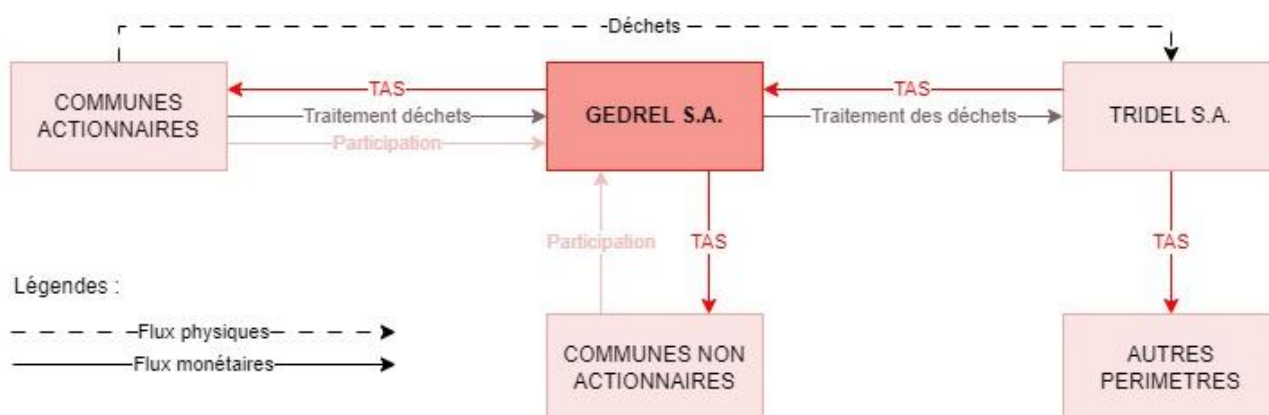 Déchets
COMMUNES
ACTIONNAIRES
TAS
Traitement déchets
Participation
GEDREL S.A.
TAS
Traitement des déchets
TRIDEL S.A.
Participation
TAS
TAS
Légendes :
Flux physiques
Flux monétaires
COMMUNES NON
ACTIONNAIRES
AUTRES
PERIMETRES